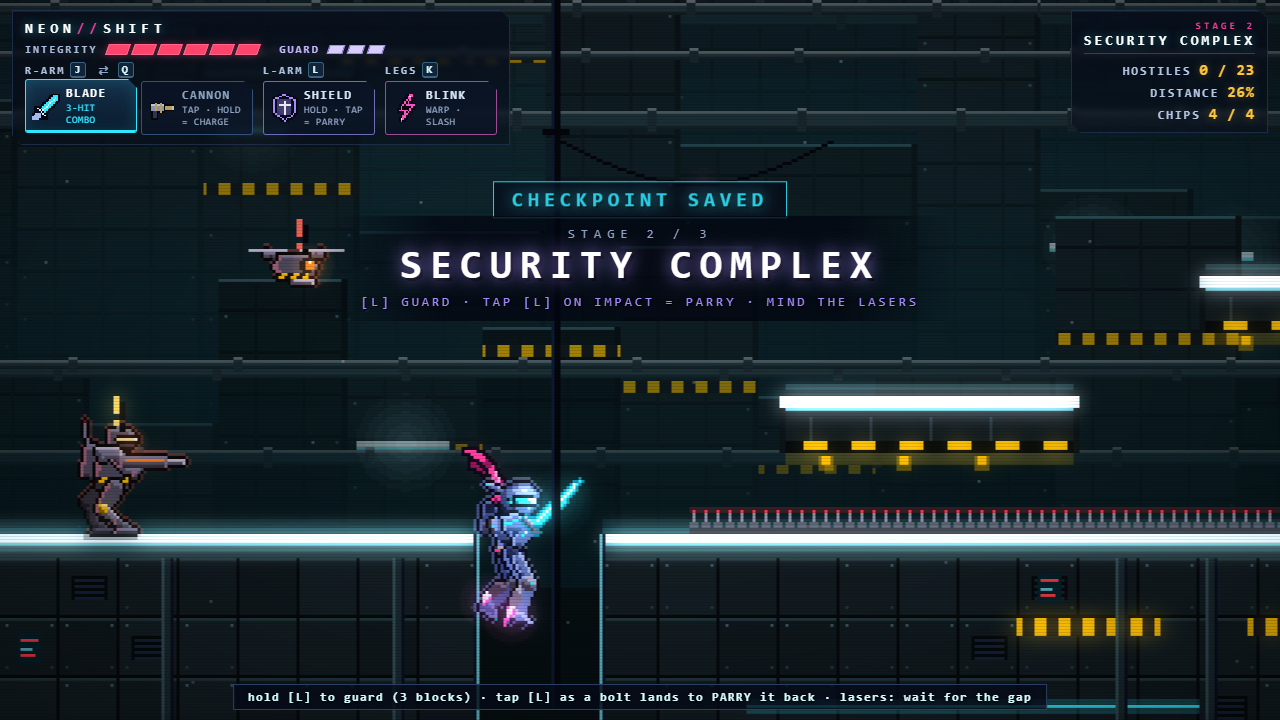 NEON//SHIFT
INTEGRITY GUARD
R-ARM J ⇄ Q L-ARM L LEGS K
BLADE
3-HIT
COMBO
CANNON
TAP · HOLD
= CHARGE
SHIELD
HOLD · TAP
= PARRY
BLINK
WARP ·
SLASH
STAGE 2
SECURITY COMPLEX
HOSTILES 0 / 23
DISTANCE 26%
CHIPS 4 / 4
CHECKPOINT SAVED
STAGE 2 / 3
SECURITY COMPLEX
[L] GUARD · TAP [L] ON IMPACT = PARRY · MIND THE LASERS
hold [L] to guard (3 blocks) · tap [L] as a bolt lands to PARRY it back · lasers: wait for the gap